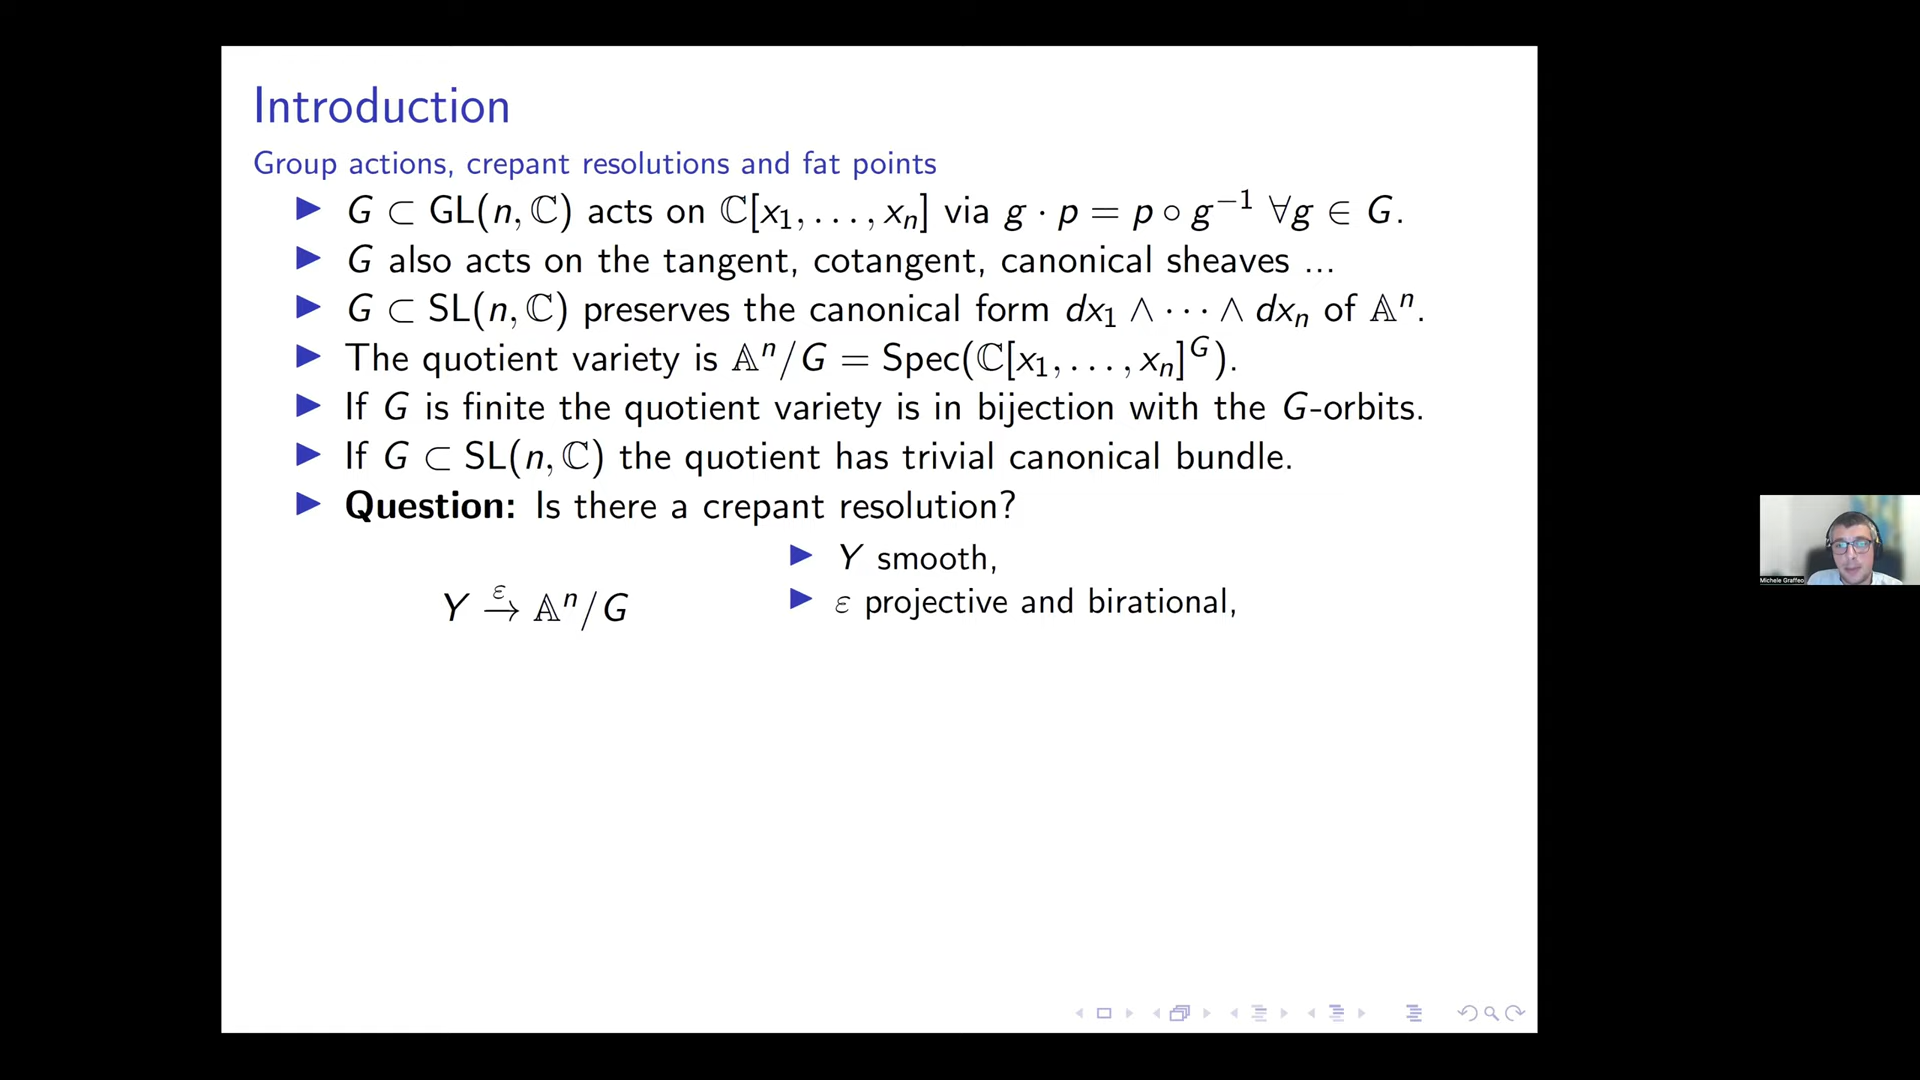 Introduction
Group actions, crepant resolutions and fat points
▶ G ⊂ GL(n, ℂ) acts on ℂ[x₁, . . . , xₙ] via g · p = p ∘ g⁻¹ ∀g ∈ G.
▶ G also acts on the tangent, cotangent, canonical sheaves ...
▶ G ⊂ SL(n, ℂ) preserves the canonical form dx₁ ∧ · · · ∧ dxₙ of 𝔸ⁿ.
▶ The quotient variety is 𝔸ⁿ/G = Spec(ℂ[x₁, . . . , xₙ]ᴳ).
▶ If G is finite the quotient variety is in bijection with the G-orbits.
▶ If G ⊂ SL(n, ℂ) the quotient has trivial canonical bundle.
▶ Question: Is there a crepant resolution?
▶ Y smooth,
Y →^ε 𝔸ⁿ/G
▶ ε projective and birational,
Michele Graffeo